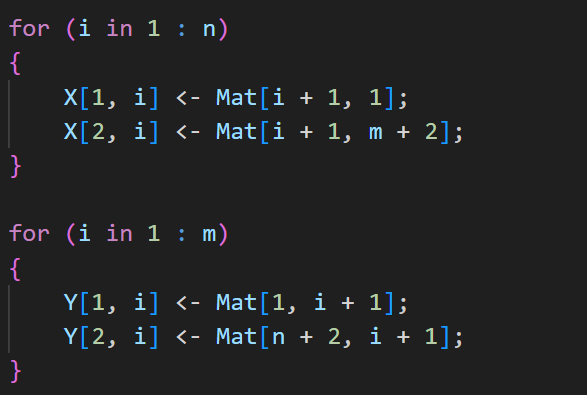 for (i in 1 : n)
{
    X[1, i] <- Mat[i + 1, 1];
    X[2, i] <- Mat[i + 1, m + 2];
}

for (i in 1 : m)
{
    Y[1, i] <- Mat[1, i + 1];
    Y[2, i] <- Mat[n + 2, i + 1];
}